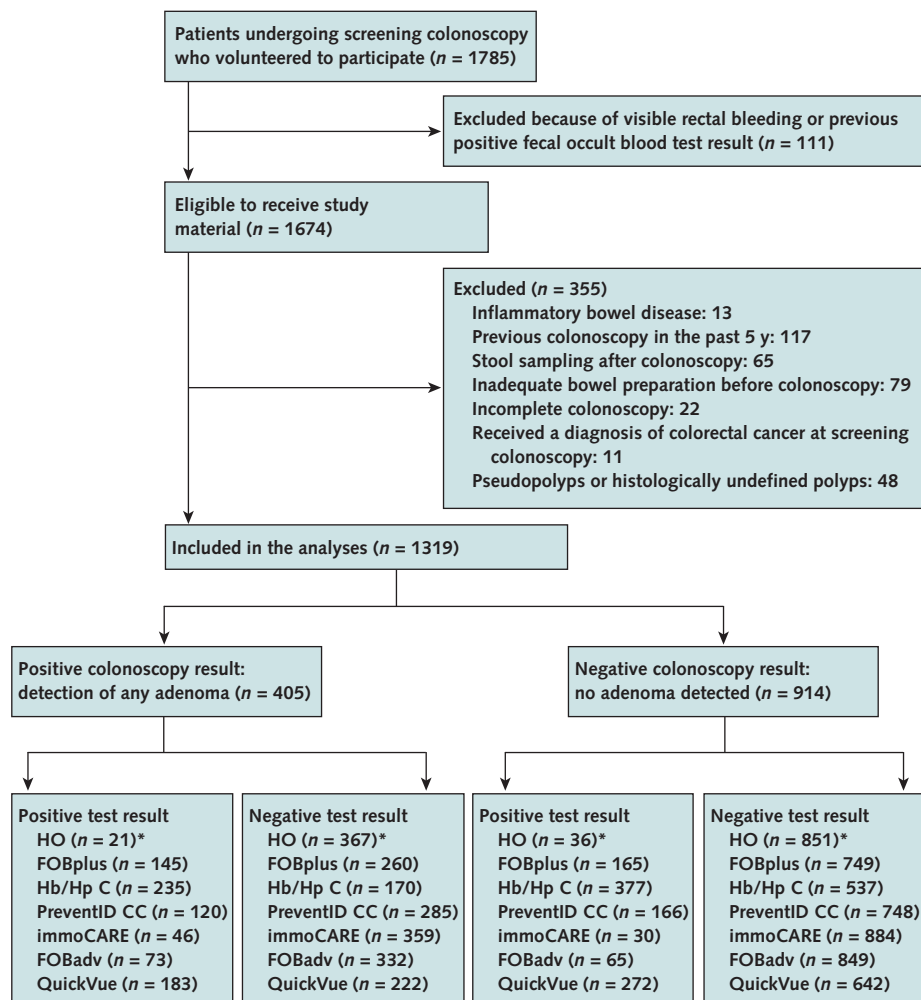 Patients undergoing screening colonoscopy
who volunteered to participate (n = 1785)
Excluded because of visible rectal bleeding or previous
positive fecal occult blood test result (n = 111)
Eligible to receive study
material (n = 1674)
Excluded (n = 355)
Inflammatory bowel disease: 13
Previous colonoscopy in the past 5 y: 117
Stool sampling after colonoscopy: 65
Inadequate bowel preparation before colonoscopy: 79
Incomplete colonoscopy: 22
Received a diagnosis of colorectal cancer at screening
colonoscopy: 11
Pseudopolyps or histologically undefined polyps: 48
Included in the analyses (n = 1319)
Positive colonoscopy result:
detection of any adenoma (n = 405)
Negative colonoscopy result:
no adenoma detected (n = 914)
Positive test result
HO (n = 21)*
FOBplus (n = 145)
Hb/Hp C (n = 235)
PreventID CC (n = 120)
immoCARE (n = 46)
FOBadv (n = 73)
QuickVue (n = 183)
Negative test result
HO (n = 367)*
FOBplus (n = 260)
Hb/Hp C (n = 170)
PreventID CC (n = 285)
immoCARE (n = 359)
FOBadv (n = 332)
QuickVue (n = 222)
Positive test result
HO (n = 36)*
FOBplus (n = 165)
Hb/Hp C (n = 377)
PreventID CC (n = 166)
immoCARE (n = 30)
FOBadv (n = 65)
QuickVue (n = 272)
Negative test result
HO (n = 851)*
FOBplus (n = 749)
Hb/Hp C (n = 537)
PreventID CC (n = 748)
immoCARE (n = 884)
FOBadv (n = 849)
QuickVue (n = 642)